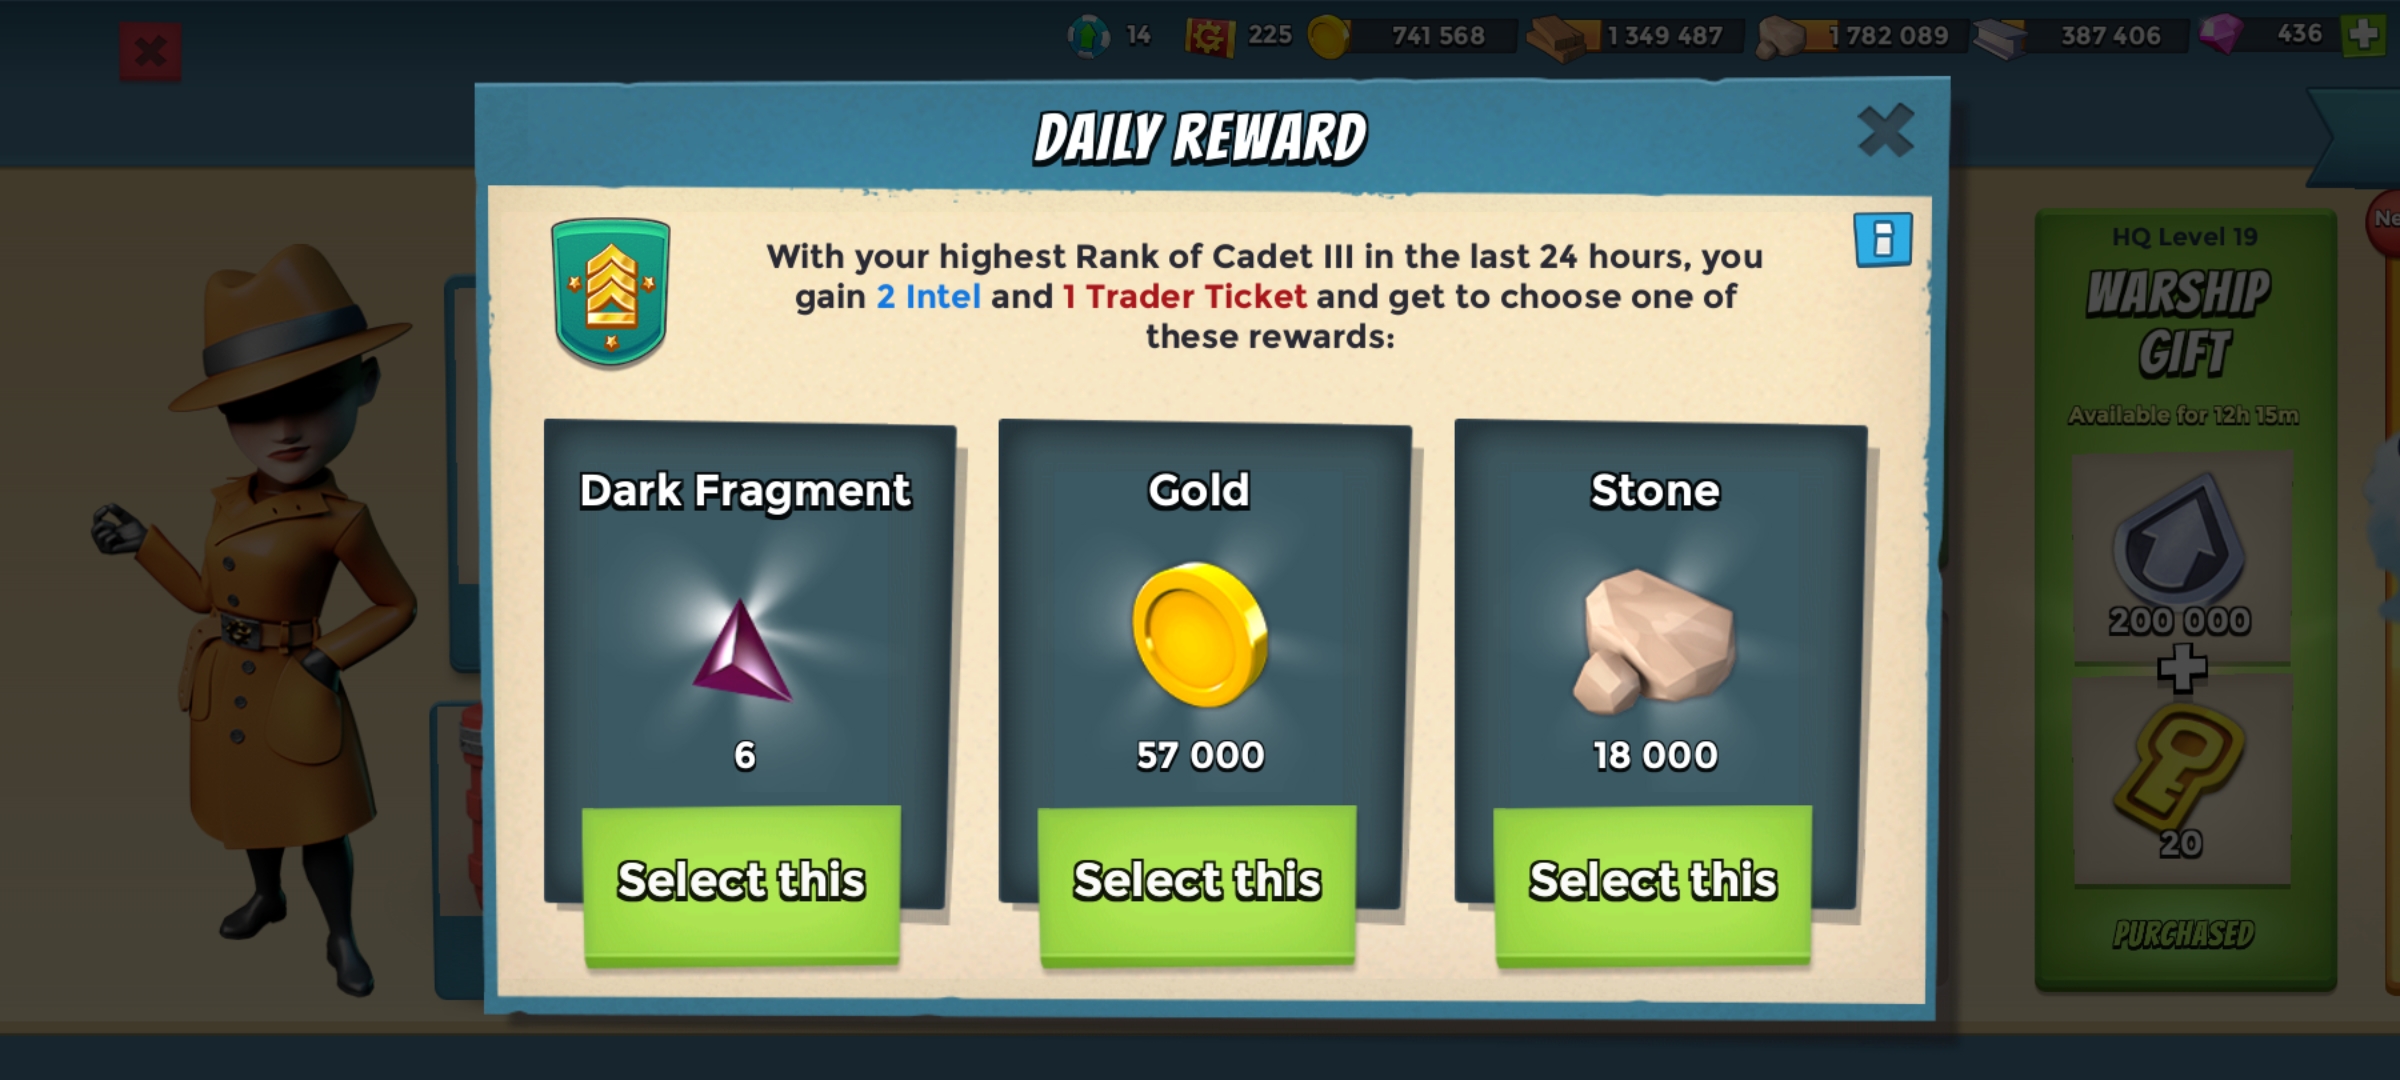 14
225
741 568
1 349 487
1 782 089
387 406
436
DAILY REWARD
With your highest Rank of Cadet III in the last 24 hours, you
gain 2 Intel and 1 Trader Ticket and get to choose one of
these rewards:
Dark Fragment
6
Select this
Gold
57 000
Select this
Stone
18 000
Select this
HQ Level 19
WARSHIP
GIFT
Available for 12h 15m
200 000
20
PURCHASED
Ne